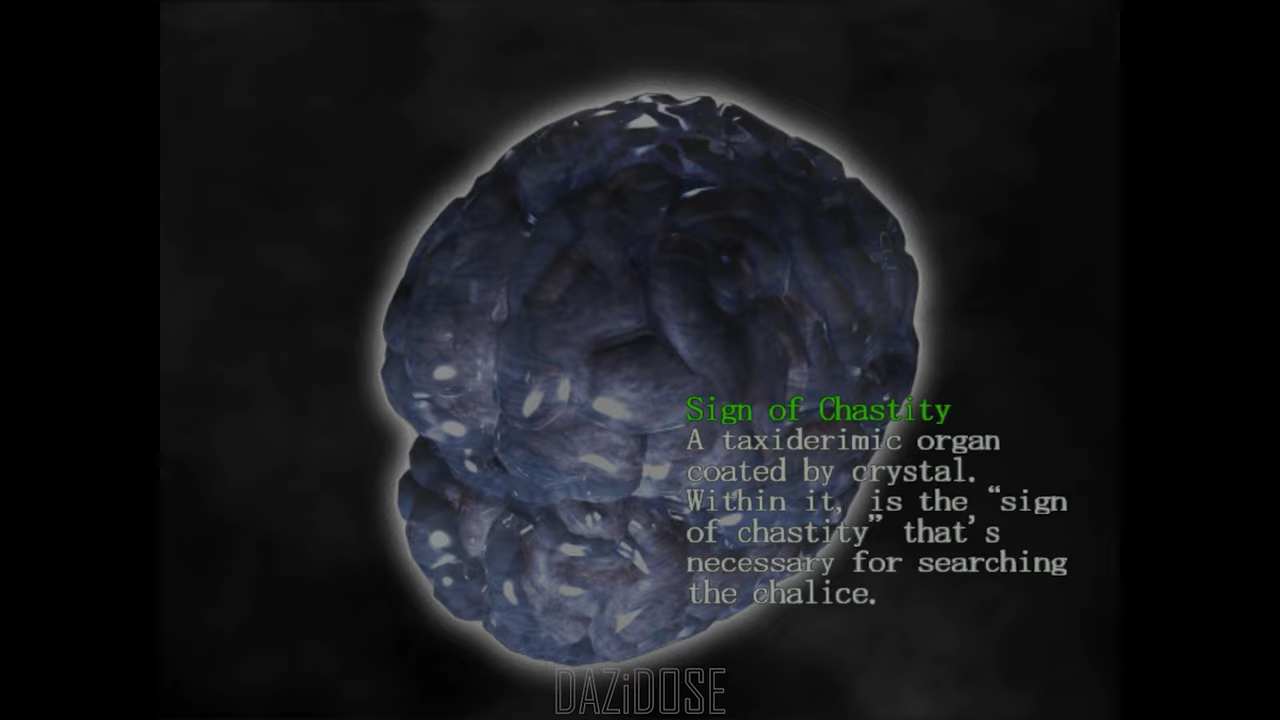 Sign of Chastity
A taxiderimic organ
coated by crystal.
Within it, is the “sign
of chastity” that's
necessary for searching
the chalice.
DAZiDOSE